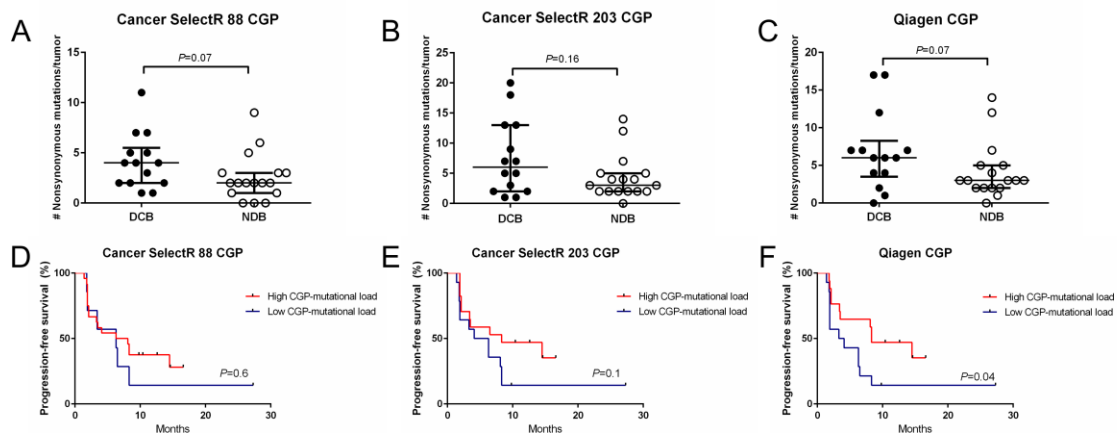 Cancer SelectR 88 CGP
Cancer SelectR 203 CGP
Qiagen CGP
A
B
C
# Nonsynonymous mutations/tumor
15
10
5
0
P=0.07
DCB
NDB
# Nonsynonymous mutations/tumor
25
20
15
10
5
0
P=0.16
DCB
NDB
# Nonsynonymous mutations/tumor
20
15
10
5
0
P=0.07
DCB
NDB
D
E
F
Cancer SelectR 88 CGP
Cancer SelectR 203 CGP
Qiagen CGP
Progression-free survival (%)
100
50
0
High CGP-mutational load
Low CGP-mutational load
P=0.6
0
10
20
30
Months
Progression-free survival (%)
100
50
0
High CGP-mutational load
Low CGP-mutational load
P=0.1
0
10
20
30
Months
Progression-free survival (%)
100
50
0
High CGP-mutational load
Low CGP-mutational load
P=0.04
0
10
20
30
Months